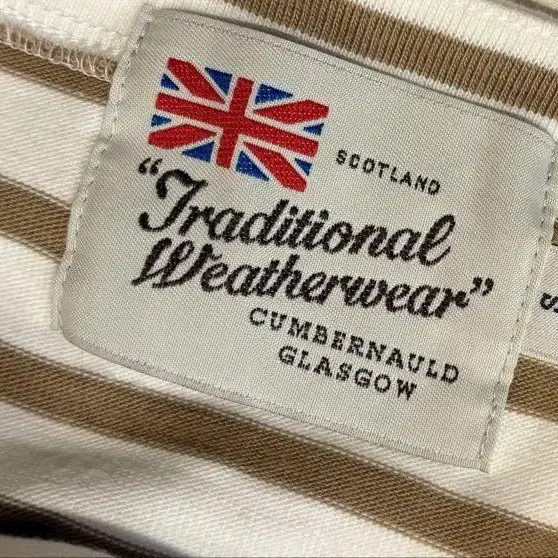 SCOTLAND
“Traditional
Weatherwear”
CUMBERNAULD
GLASGOW